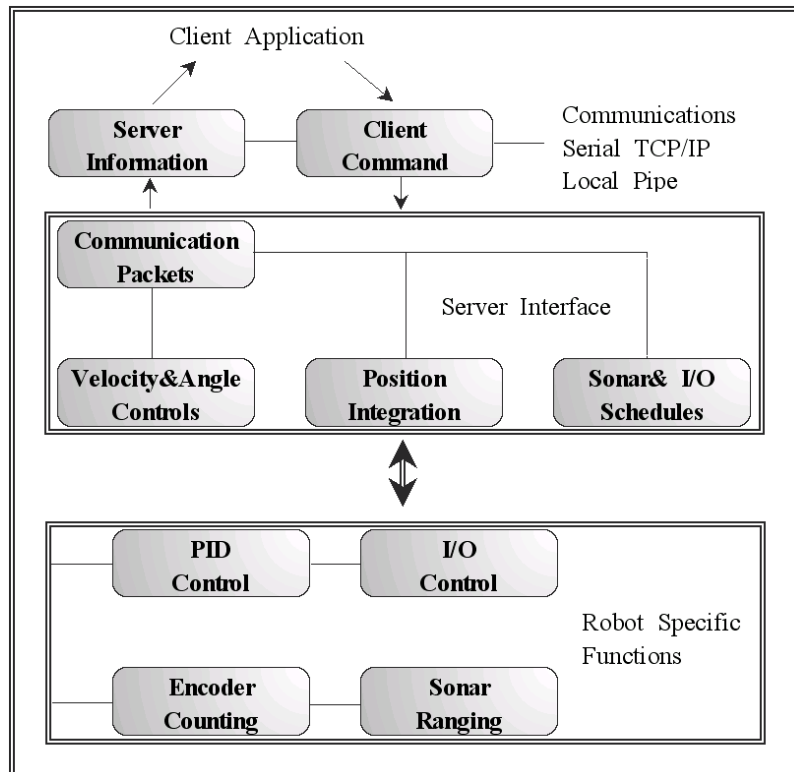 Client Application
Server
Information
Client
Command
Communications
Serial TCP/IP
Local Pipe
Communication
Packets
Server Interface
Velocity&Angle
Controls
Position
Integration
Sonar& I/O
Schedules
PID
Control
I/O
Control
Robot Specific
Functions
Encoder
Counting
Sonar
Ranging